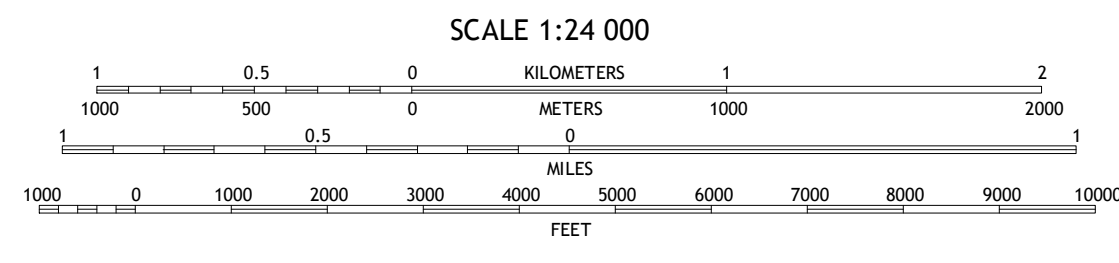 SCALE 1:24 000
1 0.5 0 KILOMETERS 1 2
1000 500 0 METERS 1000 2000
1 0.5 0 1
MILES
1000 0 1000 2000 3000 4000 5000 6000 7000 8000 9000 10000
FEET